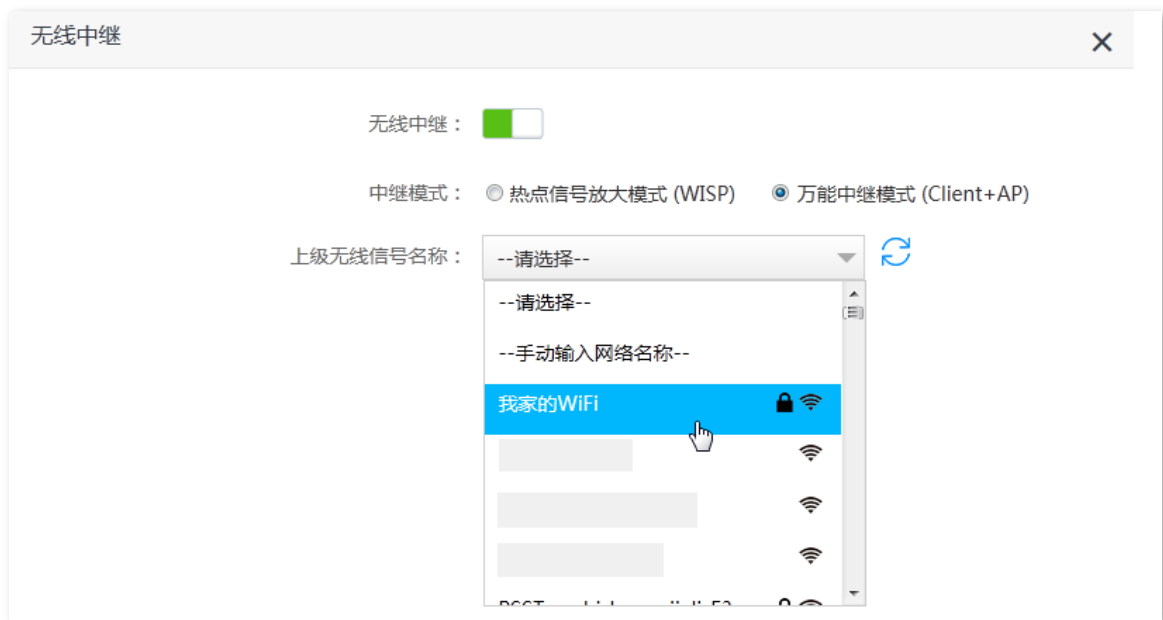 无线中继
无线中继：
中继模式： 热点信号放大模式 (WISP) 万能中继模式 (Client+AP)
上级无线信号名称： --请选择--
--请选择--
--手动输入网络名称--
我家的WiFi